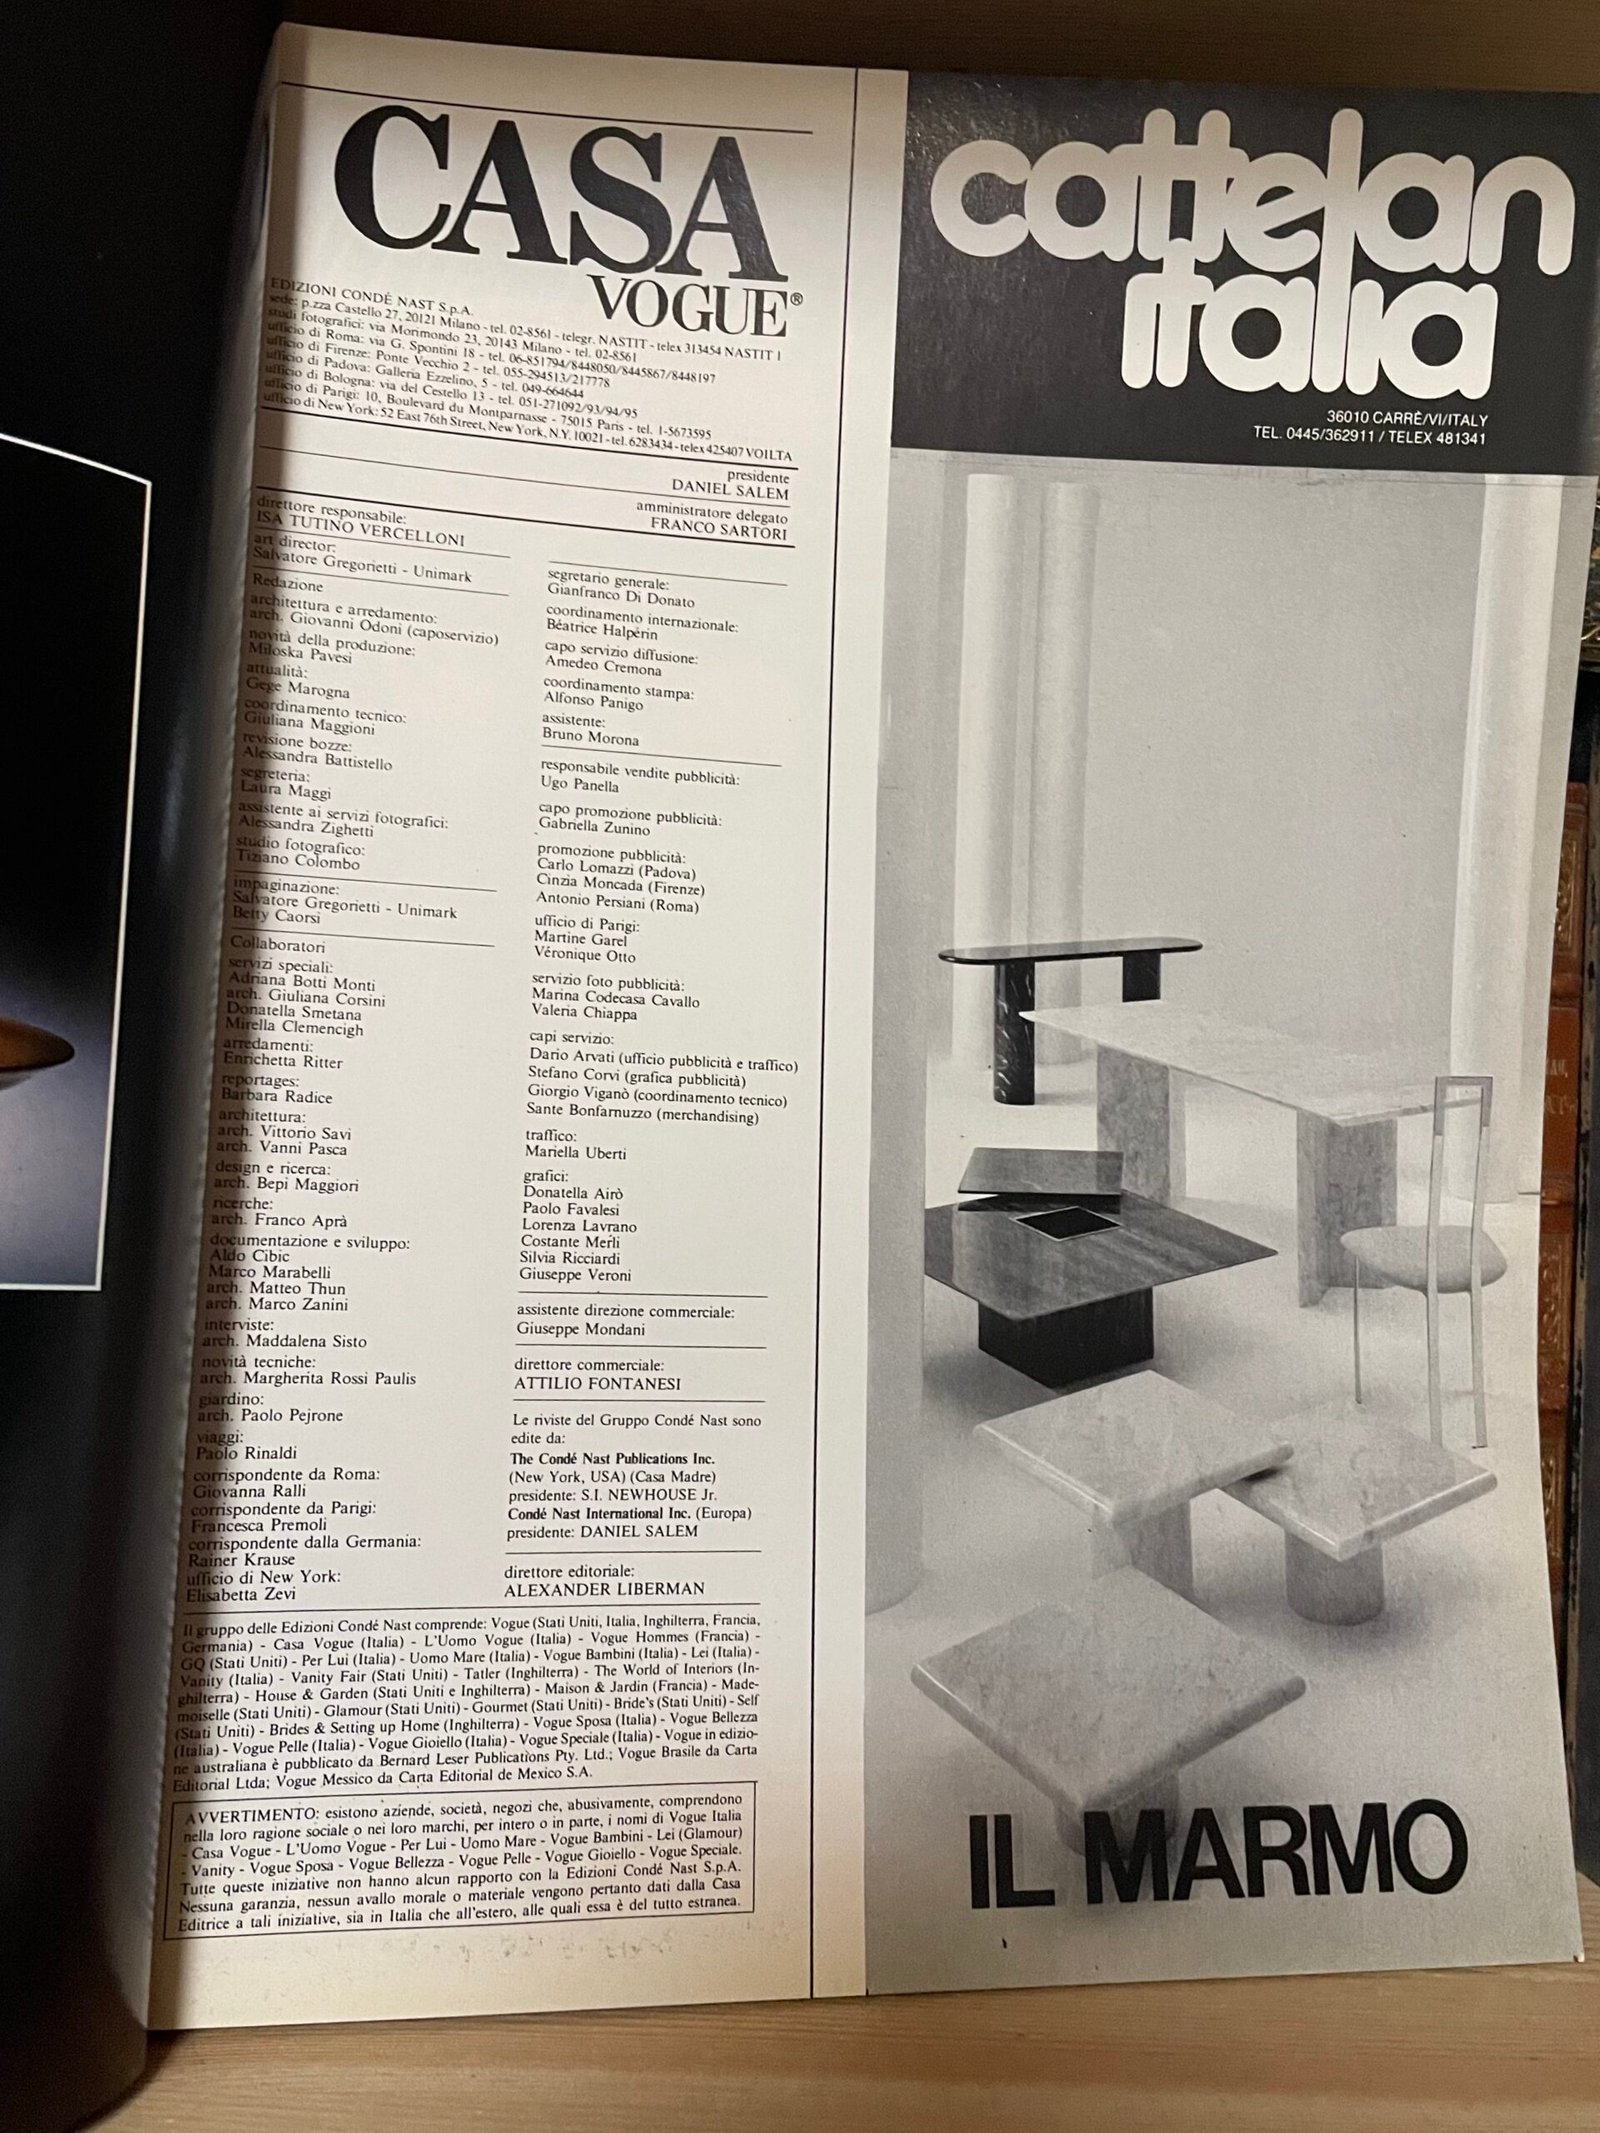 CASA
VOGUE®
EDIZIONI CONDÉ NAST S.p.A.
sede: p.zza Castello 27, 20121 Milano - tel. 02-8561 - telegr. NASTIT - telex 313454 NASTIT I
studi fotografici: via Morimondo 23, 20143 Milano - tel. 02-8561
ufficio di Roma: via G. Spontini 18 - tel. 06-851794/8448050/8445867/8448197
ufficio di Firenze: Ponte Vecchio 2 - tel. 055-294513/217778
ufficio di Padova: Galleria Ezzelino, 5 - tel. 049-664644
ufficio di Bologna: via del Cestello 13 - tel. 051-271092/93/94/95
ufficio di Parigi: 10, Boulevard du Montparnasse - 75015 Paris - tel. 1-5673595
ufficio di New York: 52 East 76th Street, New York, N.Y. 10021 - tel. 6283434 - telex 425407 VOILTA
presidente
DANIEL SALEM
amministratore delegato
FRANCO SARTORI
direttore responsabile:
ISA TUTINO VERCELLONI
art director:
Salvatore Gregorietti - Unimark
Redazione
architettura e arredamento:
arch. Giovanni Odoni (caposervizio)
novità della produzione:
Miloska Pavesi
attualità:
Gege Marogna
coordinamento tecnico:
Giuliana Maggioni
revisione bozze:
Alessandra Battistello
segreteria:
Laura Maggi
assistente ai servizi fotografici:
Alessandra Zighetti
studio fotografico:
Tiziano Colombo
impaginazione:
Salvatore Gregorietti - Unimark
Betty Caorsi
Collaboratori
servizi speciali:
Adriana Botti Monti
arch. Giuliana Corsini
Donatella Smetana
Mirella Clemencigh
arredamenti:
Enrichetta Ritter
reportages:
Barbara Radice
architettura:
arch. Vittorio Savi
arch. Vanni Pasca
design e ricerca:
arch. Bepi Maggiori
ricerche:
arch. Franco Aprà
documentazione e sviluppo:
Aldo Cibic
Marco Marabelli
arch. Matteo Thun
arch. Marco Zanini
interviste:
arch. Maddalena Sisto
novità tecniche:
arch. Margherita Rossi Paulis
giardino:
arch. Paolo Pejrone
viaggi:
Paolo Rinaldi
corrispondente da Roma:
Giovanna Ralli
corrispondente da Parigi:
Francesca Premoli
corrispondente dalla Germania:
Rainer Krause
ufficio di New York:
Elisabetta Zevi
segretario generale:
Gianfranco Di Donato
coordinamento internazionale:
Béatrice Halpérin
capo servizio diffusione:
Amedeo Cremona
coordinamento stampa:
Alfonso Panigo
assistente:
Bruno Morona
responsabile vendite pubblicità:
Ugo Panella
capo promozione pubblicità:
Gabriella Zunino
promozione pubblicità:
Carlo Lomazzi (Padova)
Cinzia Moncada (Firenze)
Antonio Persiani (Roma)
ufficio di Parigi:
Martine Garel
Véronique Otto
servizio foto pubblicità:
Marina Codecasa Cavallo
Valeria Chiappa
capi servizio:
Dario Arvati (ufficio pubblicità e traffico)
Stefano Corvi (grafica pubblicità)
Giorgio Viganò (coordinamento tecnico)
Sante Bonfarnuzzo (merchandising)
traffico:
Mariella Uberti
grafici:
Donatella Airò
Paolo Favalesi
Lorenza Lavrano
Costante Merli
Silvia Ricciardi
Giuseppe Veroni
assistente direzione commerciale:
Giuseppe Mondani
direttore commerciale:
ATTILIO FONTANESI
Le riviste del Gruppo Condé Nast sono
edite da:
The Condé Nast Publications Inc.
(New York, USA) (Casa Madre)
presidente: S.I. NEWHOUSE Jr.
Condé Nast International Inc. (Europa)
presidente: DANIEL SALEM
direttore editoriale:
ALEXANDER LIBERMAN
Il gruppo delle Edizioni Condé Nast comprende: Vogue (Stati Uniti, Italia, Inghilterra, Francia,
Germania) - Casa Vogue (Italia) - L'Uomo Vogue (Italia) - Vogue Hommes (Francia) -
GQ (Stati Uniti) - Per Lui (Italia) - Uomo Mare (Italia) - Vogue Bambini (Italia) - Lei (Italia) -
Vanity (Italia) - Vanity Fair (Stati Uniti) - Tatler (Inghilterra) - The World of Interiors (In-
ghilterra) - House & Garden (Stati Uniti e Inghilterra) - Maison & Jardin (Francia) - Made-
moiselle (Stati Uniti) - Glamour (Stati Uniti) - Gourmet (Stati Uniti) - Bride's (Stati Uniti) - Self
(Stati Uniti) - Brides & Setting up Home (Inghilterra) - Vogue Sposa (Italia) - Vogue Bellezza
(Italia) - Vogue Pelle (Italia) - Vogue Gioiello (Italia) - Vogue Speciale (Italia) - Vogue in edizio-
ne australiana è pubblicato da Bernard Leser Publications Pty. Ltd.; Vogue Brasile da Carta
Editorial Ltda; Vogue Messico da Carta Editorial de Mexico S.A.
AVVERTIMENTO: esistono aziende, società, negozi che, abusivamente, comprendono
nella loro ragione sociale o nei loro marchi, per intero o in parte, i nomi di Vogue Italia
- Casa Vogue - L'Uomo Vogue - Per Lui - Uomo Mare - Vogue Bambini - Lei (Glamour)
- Vanity - Vogue Sposa - Vogue Bellezza - Vogue Pelle - Vogue Gioiello - Vogue Speciale.
Tutte queste iniziative non hanno alcun rapporto con la Edizioni Condé Nast S.p.A.
Nessuna garanzia, nessun avallo morale o materiale vengono pertanto dati dalla Casa
Editrice a tali iniziative, sia in Italia che all'estero, alle quali essa è del tutto estranea.
cattelan
italia
36010 CARRÈ/VI/ITALY
TEL. 0445/362911 / TELEX 481341
IL MARMO